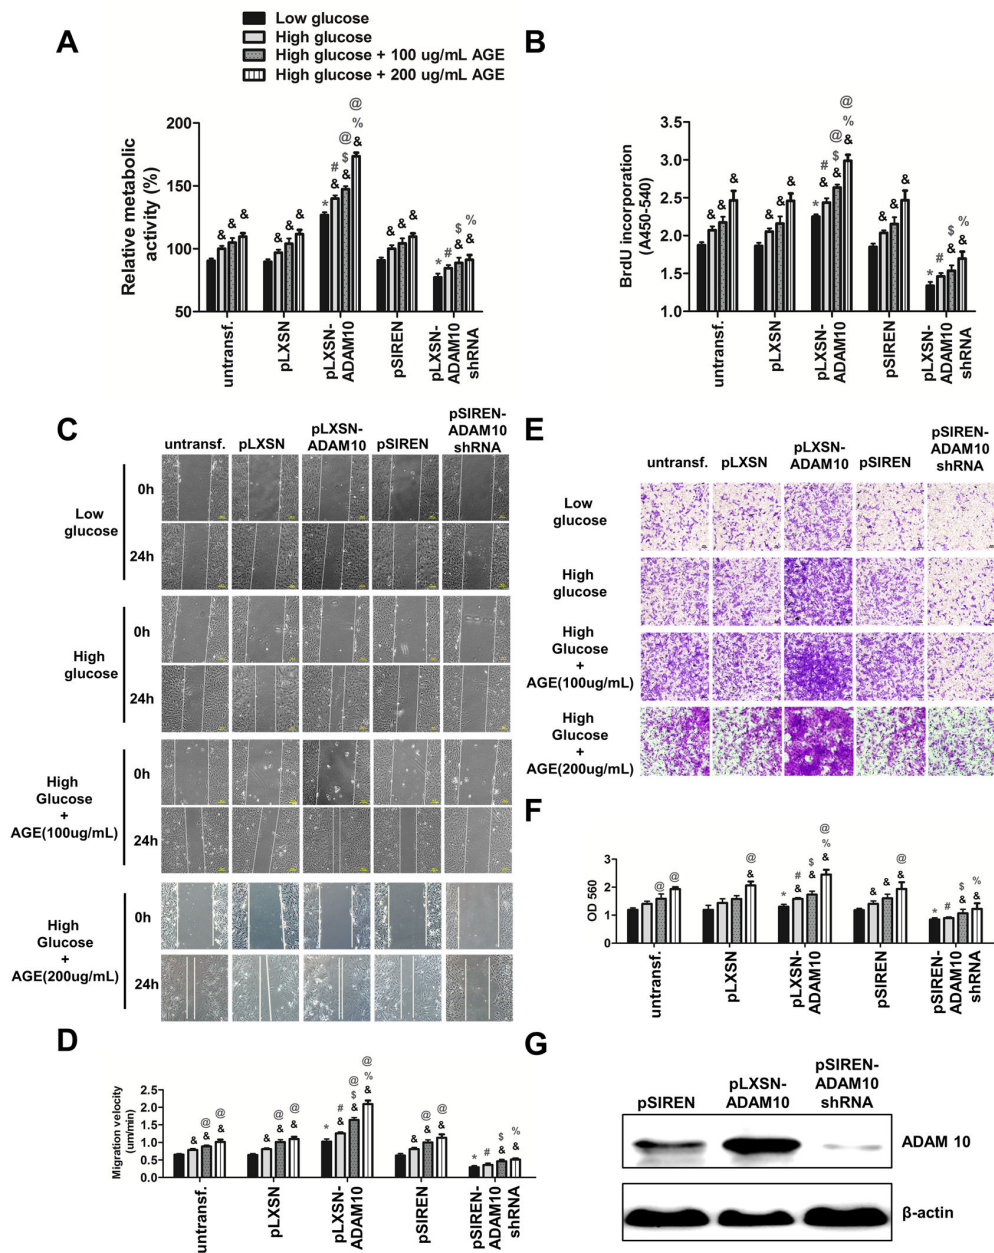 A
Low glucose
High glucose
High glucose + 100 ug/mL AGE
High glucose + 200 ug/mL AGE
Relative metabolic
activity (%)
200
150
100
50
& & &
& & &
* # & $ & @ % & @
& & &
* # $ & % &
untransf.
pLXSN
pLXSN-
ADAM10
pSIREN
pLXSN-
ADAM10
shRNA
B
BrdU incorporation
(A450-540)
3.5
3.0
2.5
2.0
1.5
1.0
& & &
& & &
* # & $ & @ % & @
& & &
* # $ & % &
untransf.
pLXSN
pLXSN-
ADAM10
pSIREN
pLXSN-
ADAM10
shRNA
C
untransf.
pLXSN
pLXSN-
ADAM10
pSIREN
pSIREN-
ADAM10
shRNA
Low
glucose
0h
24h
High
glucose
0h
24h
High
Glucose
+
AGE(100ug/mL)
0h
24h
High
Glucose
+
AGE(200ug/mL)
0h
24h
D
Migration velocity
(um/min)
2.5
2.0
1.5
1.0
0.5
0.0
& & @ & @
& & @ & @
* # & $ & @ % & @
& & @ & @
* # $ & % &
untransf.
pLXSN
pLXSN-
ADAM10
pSIREN
pSIREN-
ADAM10
shRNA
E
untransf.
pLXSN
pLXSN-
ADAM10
pSIREN
pSIREN-
ADAM10
shRNA
Low
glucose
High
glucose
High
Glucose
+
AGE(100ug/mL)
High
Glucose
+
AGE(200ug/mL)
F
OD 560
3
2
1
0
@ @
& @
* # & $ & @ % &
& & & @
* # $ & % &
untransf.
pLXSN
pLXSN-
ADAM10
pSIREN
pSIREN-
ADAM10
shRNA
G
pSIREN
pLXSN-
ADAM10
pSIREN-
ADAM10
shRNA
ADAM 10
β-actin